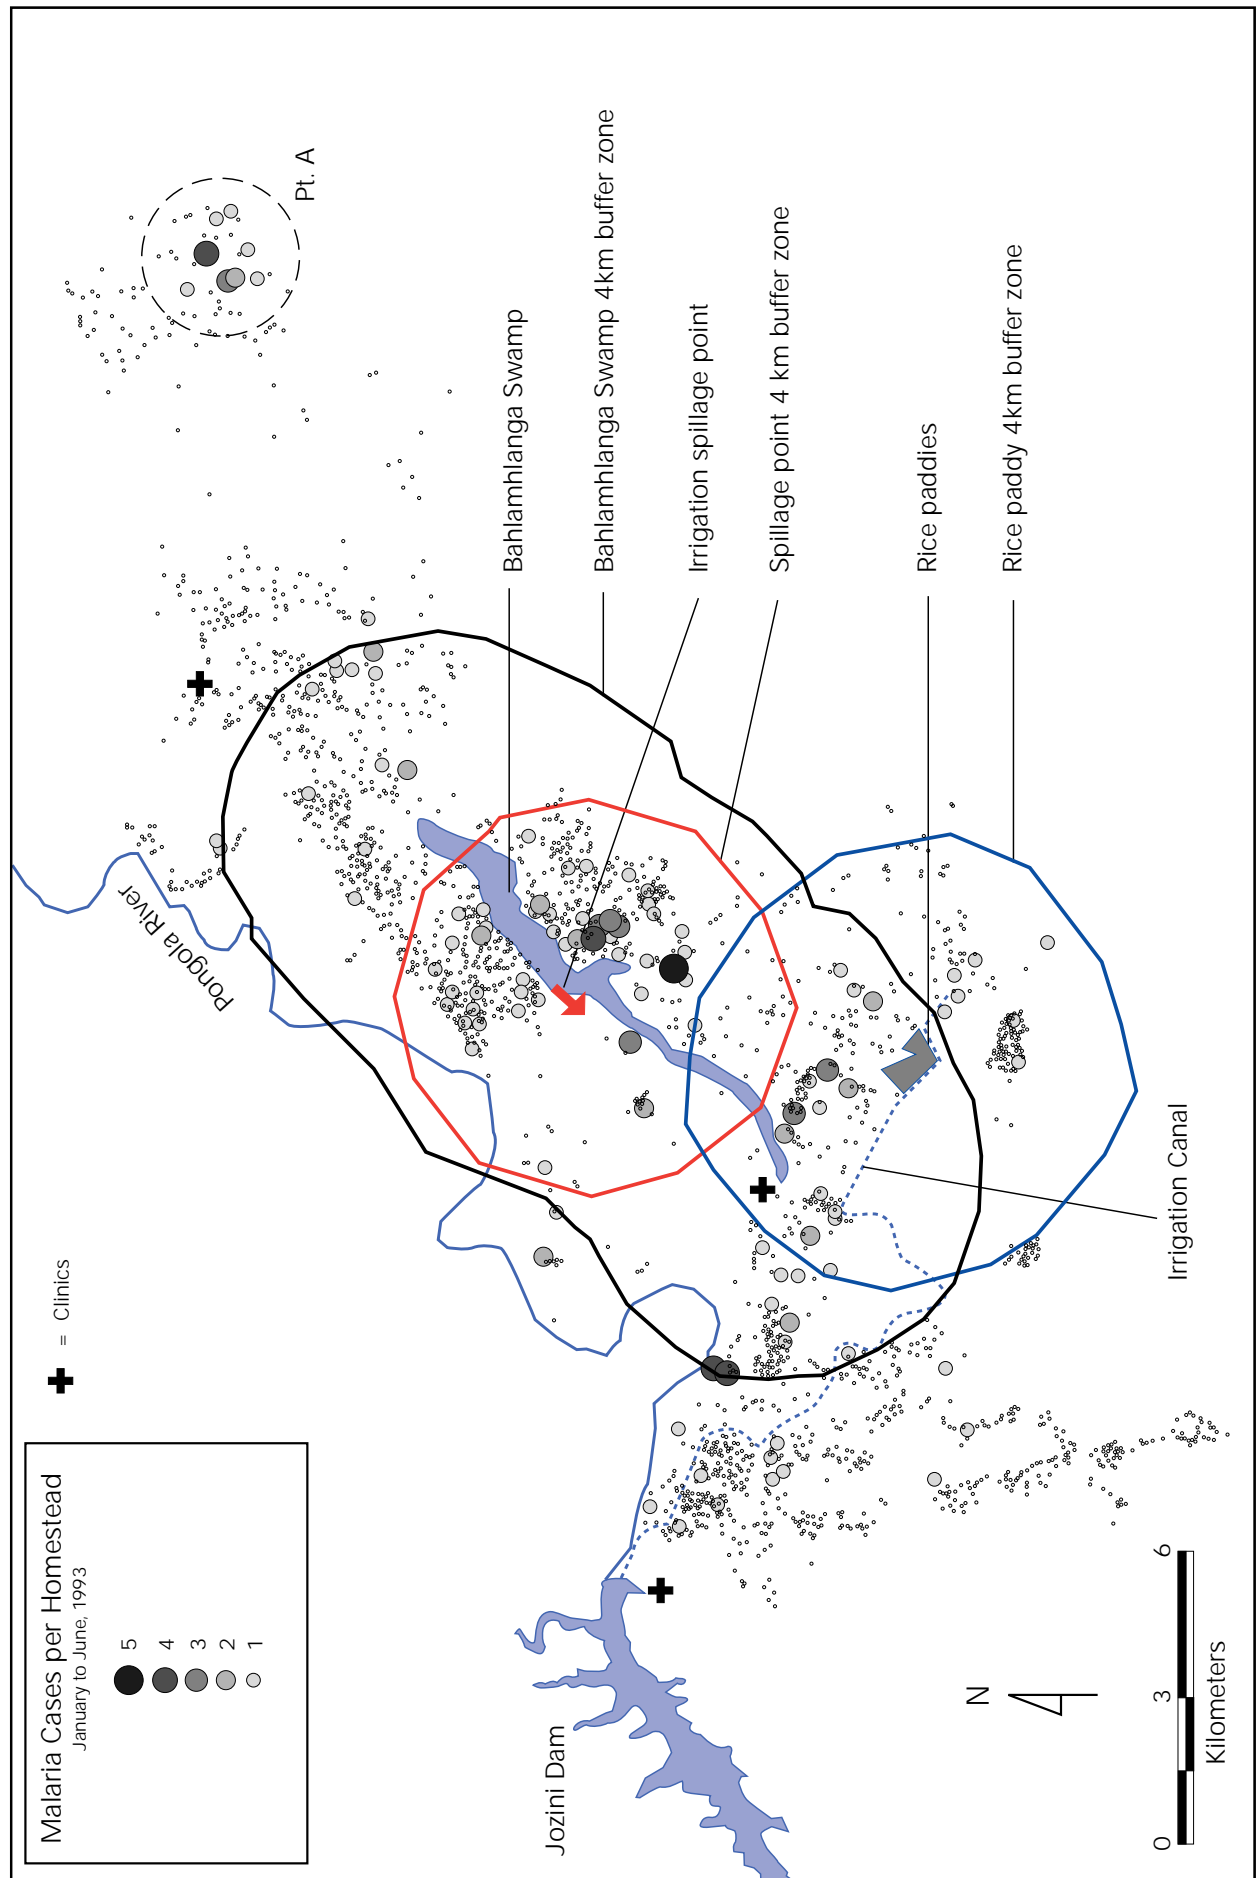 Malaria Cases per Homestead
January to June, 1993
5
4
3
2
1
= Clinics
Pongola River
Pt. A
Bahlamhlanga Swamp
Bahlamhlanga Swamp 4km buffer zone
Irrigation spillage point
Spillage point 4 km buffer zone
Rice paddies
Rice paddy 4km buffer zone
Irrigation Canal
Jozini Dam
N
0 3 6
Kilometers